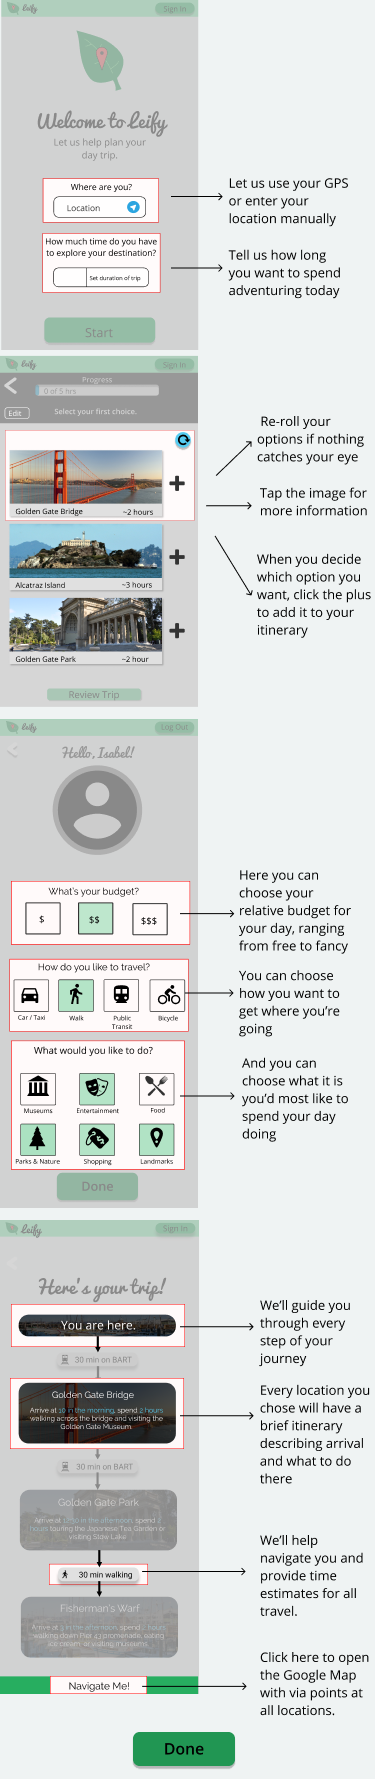 Leify
Sign In
Welcome to Leify
Let us help plan your
day trip.
Where are you?
Location
How much time do you have
to explore your destination?
Set duration of trip
Start
Let us use your GPS
or enter your
location manually
Tell us how long
you want to spend
adventuring today
Leify
Sign In
Progress
0 of 5 hrs
Edit
Select your first choice.
Golden Gate Bridge ~2 hours
Alcatraz Island ~3 hours
Golden Gate Park ~2 hour
Review Trip
Re-roll your
options if nothing
catches your eye
Tap the image for
more information
When you decide
which option you
want, click the plus
to add it to your
itinerary
Leify
Log Out
Hello, Isabel!
What's your budget?
$ $$ $$$
How do you like to travel?
Car / Taxi Walk Public Bicycle
Transit
What would you like to do?
Museums Entertainment Food
Parks & Nature Shopping Landmarks
Done
Here you can
choose your
relative budget for
your day, ranging
from free to fancy
You can choose
how you want to
get where you're
going
And you can
choose what it is
you'd most like to
spend your day
doing
Leify
Sign In
Here's your trip!
You are here.
30 min on BART
Golden Gate Bridge
Arrive at 10 in the morning, spend 2 hours
walking across the bridge and visiting the
Golden Gate Museum.
30 min on BART
Golden Gate Park
Arrive at in the afternoon, spend 2
hours touring the Japanese Tea Garden or
visiting Stow Lake
30 min walking
Fisherman's Warf
Arrive at in the afternoon, spend 2 hours
walking down Pier 43 promenade, eating
ice cream, or visiting museums
Navigate Me!
We'll guide you
through every
step of your
journey
Every location you
chose will have a
brief itinerary
describing arrival
and what to do
there
We'll help
navigate you and
provide time
estimates for all
travel.
Click here to open
the Google Map
with via points at
all locations.
Done